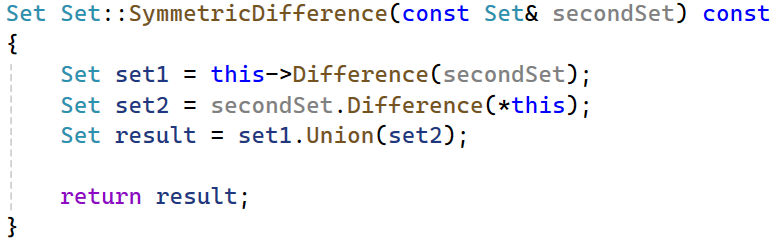 Set Set::SymmetricDifference(const Set& secondSet) const
{
    Set set1 = this->Difference(secondSet);
    Set set2 = secondSet.Difference(*this);
    Set result = set1.Union(set2);

    return result;
}